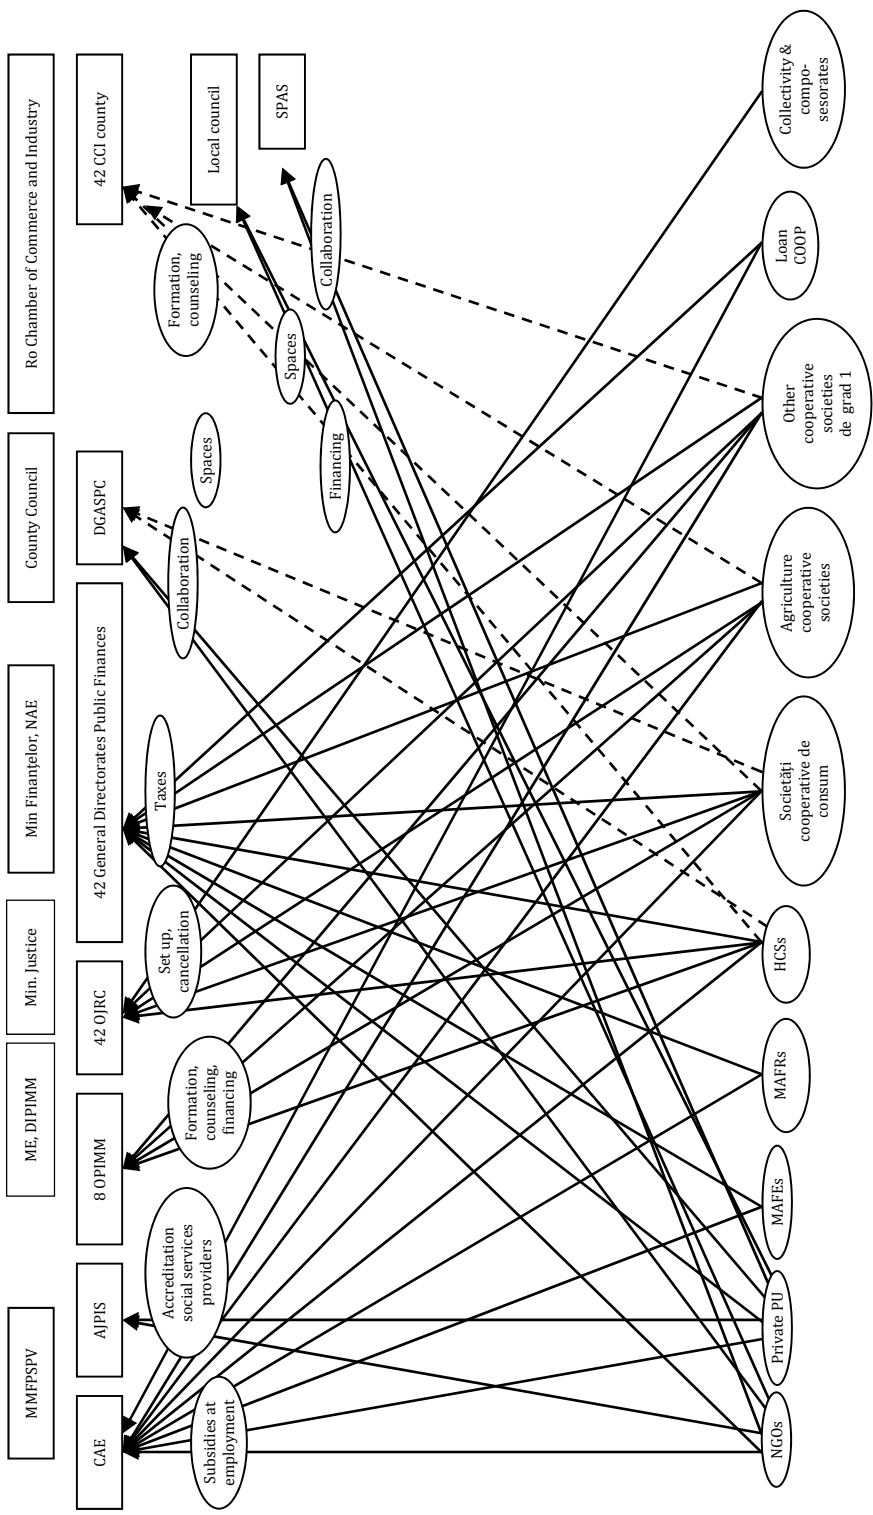 MMFPSPV
ME, DIPIMM
Min. Justice
Min Finanțelor, NAE
County Council
Ro Chamber of Commerce and Industry
CAE
AJPIS
8 OPIMM
42 OJRC
42 General Directorates Public Finances
DGASPC
42 CCI county
Local council
SPAS
Subsidies at
employment
Accreditation
social services
providers
Formation,
counseling,
financing
Set up,
cancellation
Taxes
Collaboration
Spaces
Formation,
counseling
Financing
Spaces
Collaboration
NGOs
Private PU
MAFEs
MAFRs
HCSs
Societăți
cooperative de
consum
Agriculture
cooperative
societies
Other
cooperative
societies
de grad 1
Loan
COOP
Collectivity &
compo-
sesorates